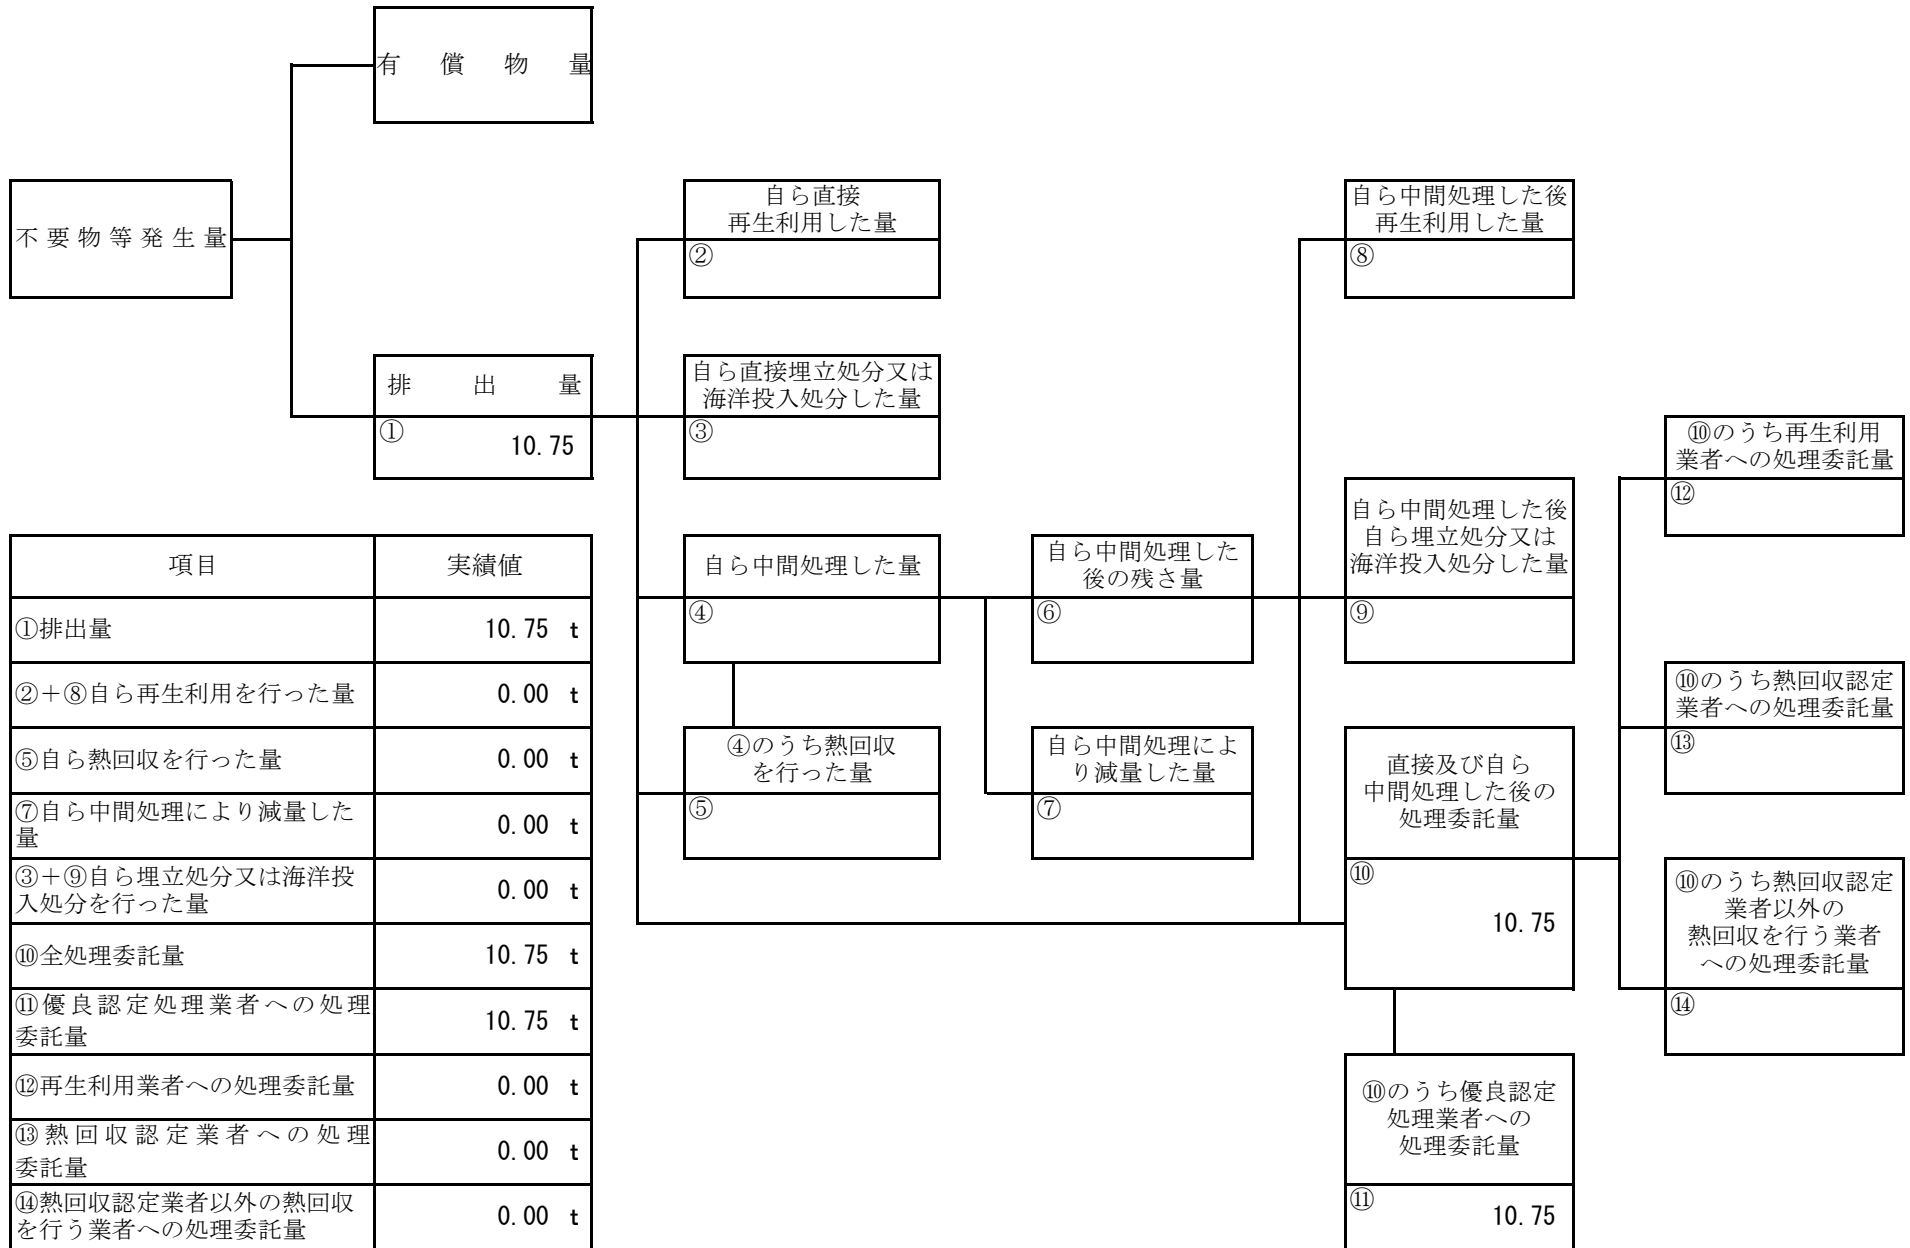 有償物量
不要物等発生量
排出量
① 10.75
自ら直接
再生利用した量
②
自ら直接埋立処分又は
海洋投入処分した量
③
自ら中間処理した量
④
④のうち熱回収
を行った量
⑤
自ら中間処理した
後の残さ量
⑥
自ら中間処理によ
り減量した量
⑦
自ら中間処理した後
再生利用した量
⑧
自ら中間処理した後
自ら埋立処分又は
海洋投入処分した量
⑨
直接及び自ら
中間処理した後の
処理委託量
⑩
10.75
⑩のうち優良認定
処理業者への
処理委託量
⑪
10.75
⑩のうち再生利用
業者への処理委託量
⑫
⑩のうち熱回収認定
業者への処理委託量
⑬
⑩のうち熱回収認定
業者以外の
熱回収を行う業者
への処理委託量
⑭
項目 実績値
①排出量 10.75 t
②+⑧自ら再生利用を行った量 0.00 t
⑤自ら熱回収を行った量 0.00 t
⑦自ら中間処理により減量した
量 0.00 t
③+⑨自ら埋立処分又は海洋投
入処分を行った量 0.00 t
⑩全処理委託量 10.75 t
⑪優良認定処理業者への処理
委託量 10.75 t
⑫再生利用業者への処理委託量 0.00 t
⑬熱回収認定業者への処理
委託量 0.00 t
⑭熱回収認定業者以外の熱回収
を行う業者への処理委託量 0.00 t